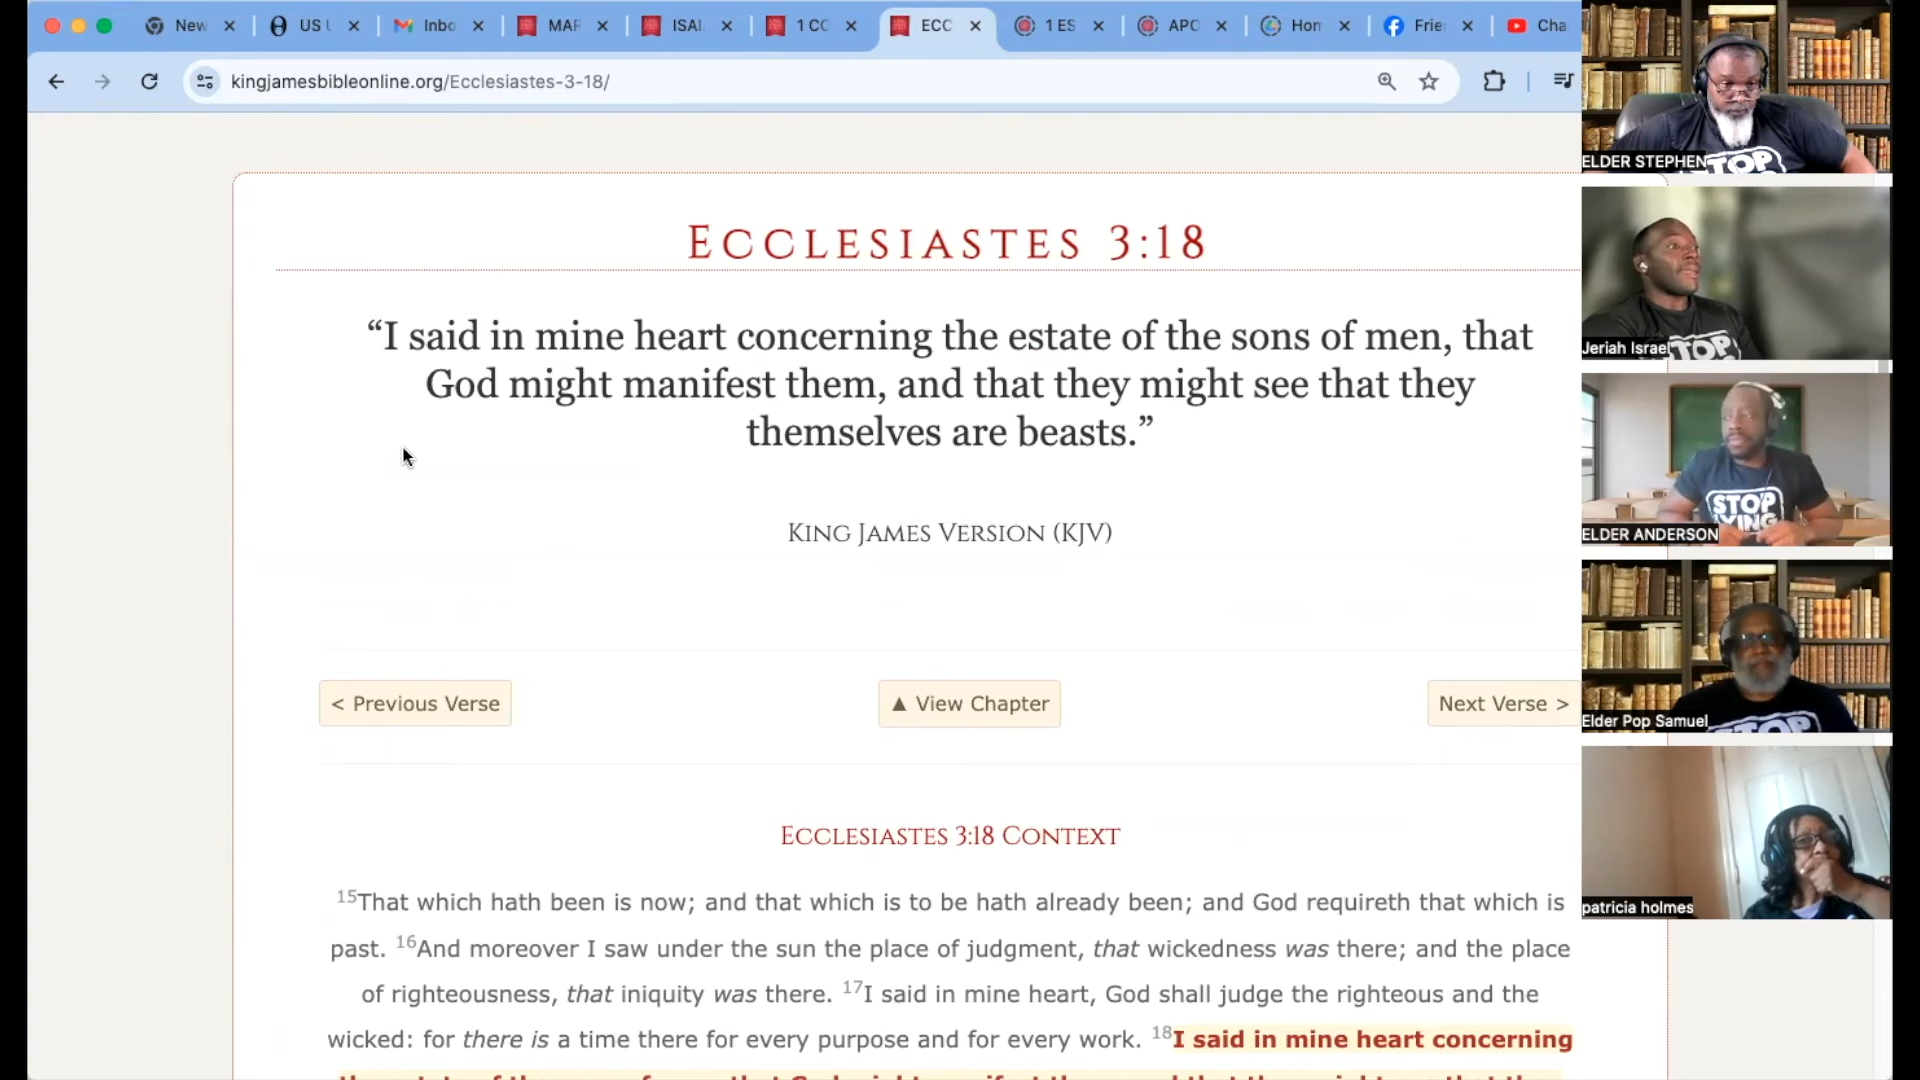 New
US U
Inbo
MAR
ISAI
1 CO
ECC
1 ES
APO
Hom
Frie
Cha
kingjamesbibleonline.org/Ecclesiastes-3-18/
ECCLESIASTES 3:18
“I said in mine heart concerning the estate of the sons of men, that
God might manifest them, and that they might see that they
themselves are beasts.”
KING JAMES VERSION (KJV)
< Previous Verse
▲ View Chapter
Next Verse >
ECCLESIASTES 3:18 CONTEXT
15That which hath been is now; and that which is to be hath already been; and God requireth that which is
past. 16And moreover I saw under the sun the place of judgment, that wickedness was there; and the place
of righteousness, that iniquity was there. 17I said in mine heart, God shall judge the righteous and the
wicked: for there is a time there for every purpose and for every work. 18I said in mine heart concerning
ELDER STEPHEN
STOP
Jeriah Israel
STOP
STOP
LYING
ELDER ANDERSON
Elder Pop Samuel
STOP
patricia holmes